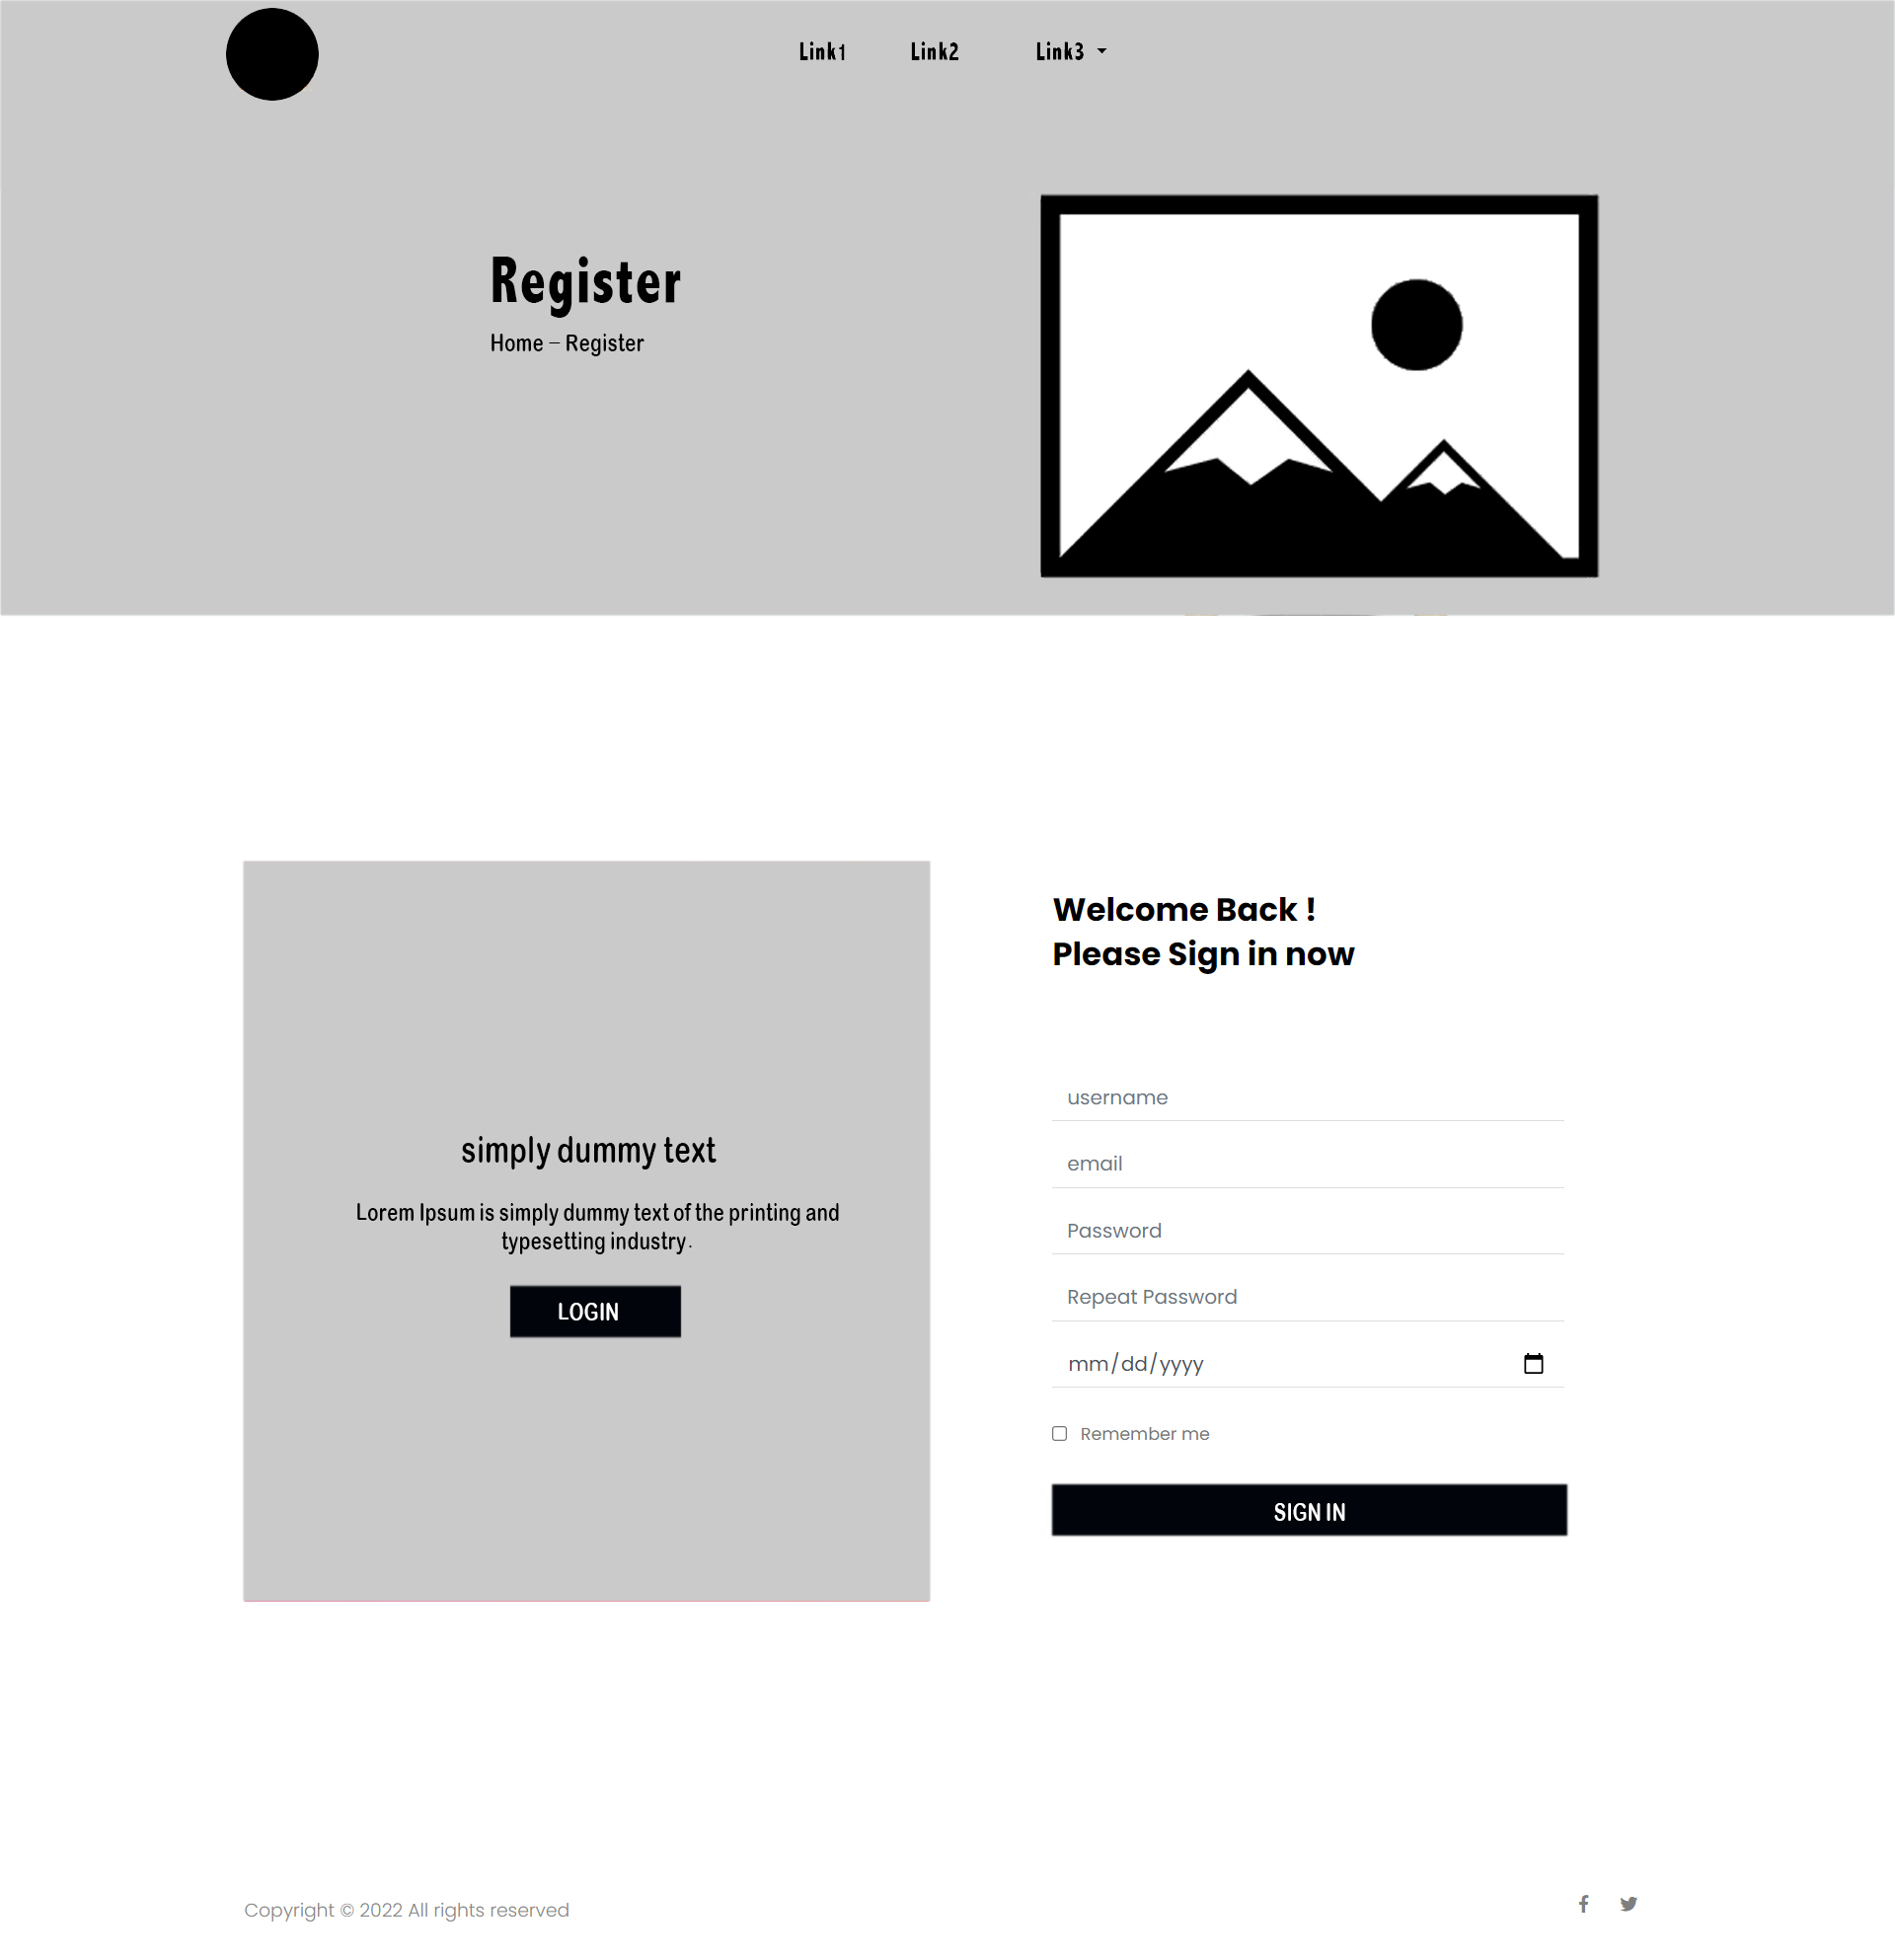 Link1 Link2 Link3
Register
Home – Register
simply dummy text
Lorem Ipsum is simply dummy text of the printing and
typesetting industry.
LOGIN
Welcome Back !
Please Sign in now
username
email
Password
Repeat Password
mm/dd/yyyy
Remember me
SIGN IN
Copyright © 2022 All rights reserved